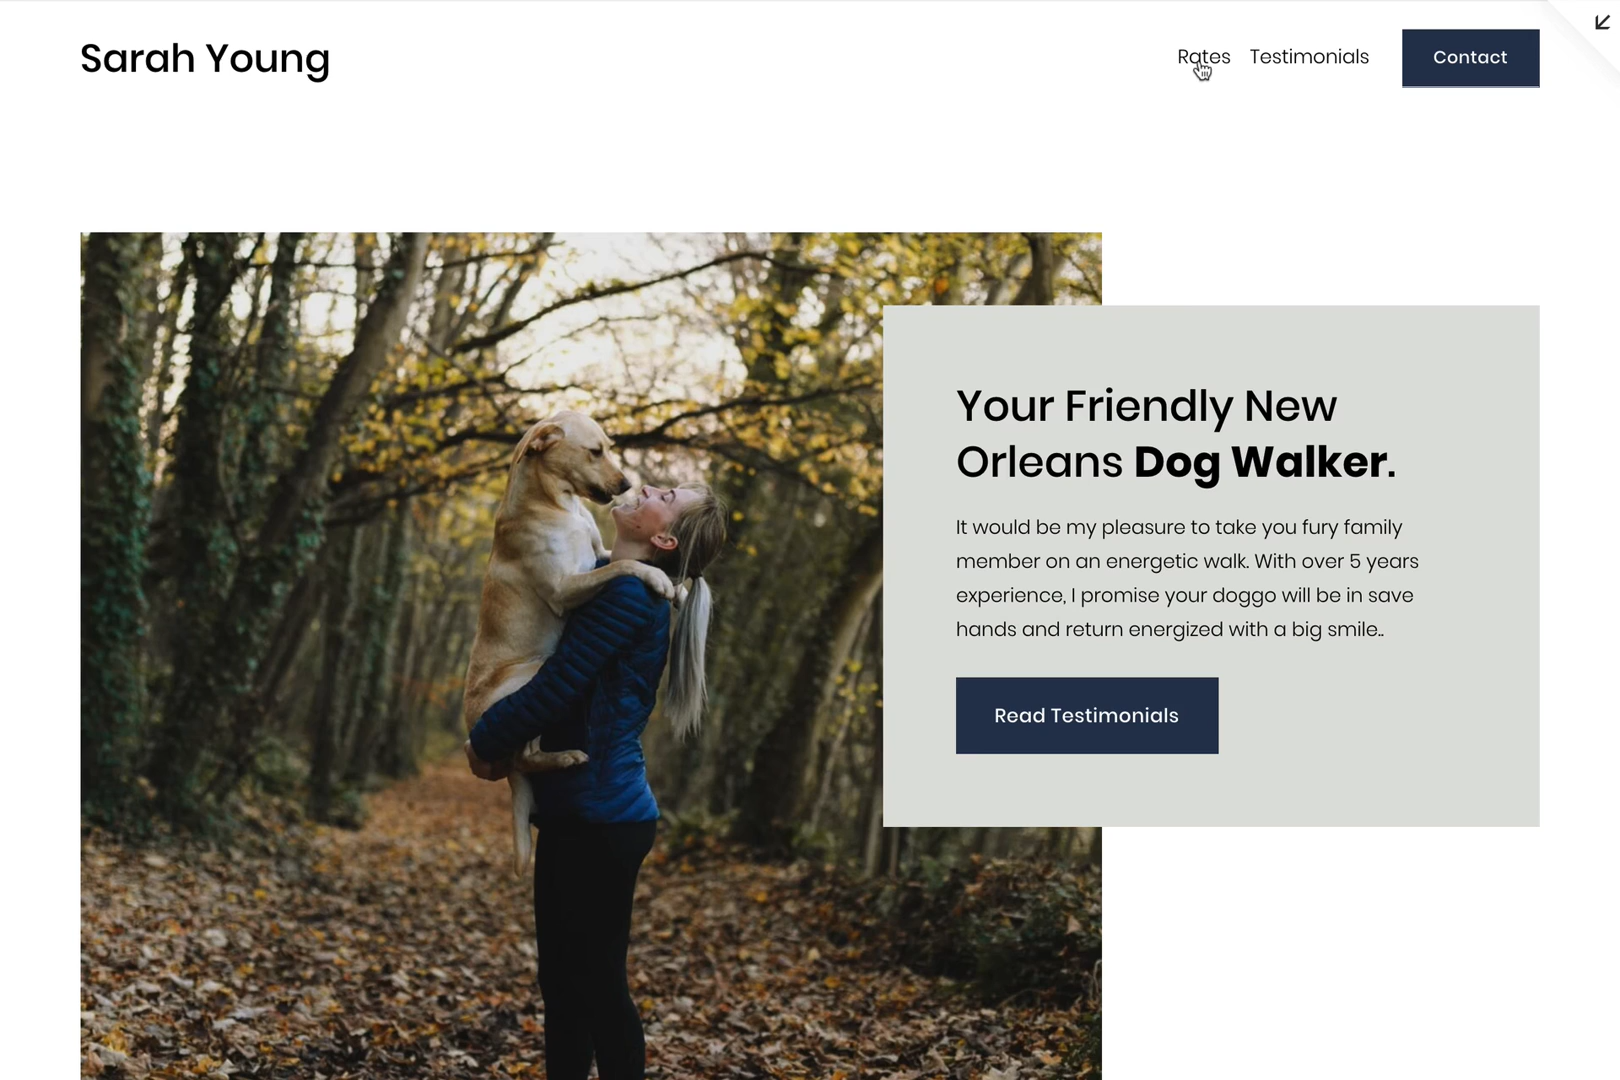 Sarah Young
Rates Testimonials Contact
Your Friendly New
Orleans Dog Walker.
It would be my pleasure to take you fury family
member on an energetic walk. With over 5 years
experience, I promise your doggo will be in save
hands and return energized with a big smile..
Read Testimonials